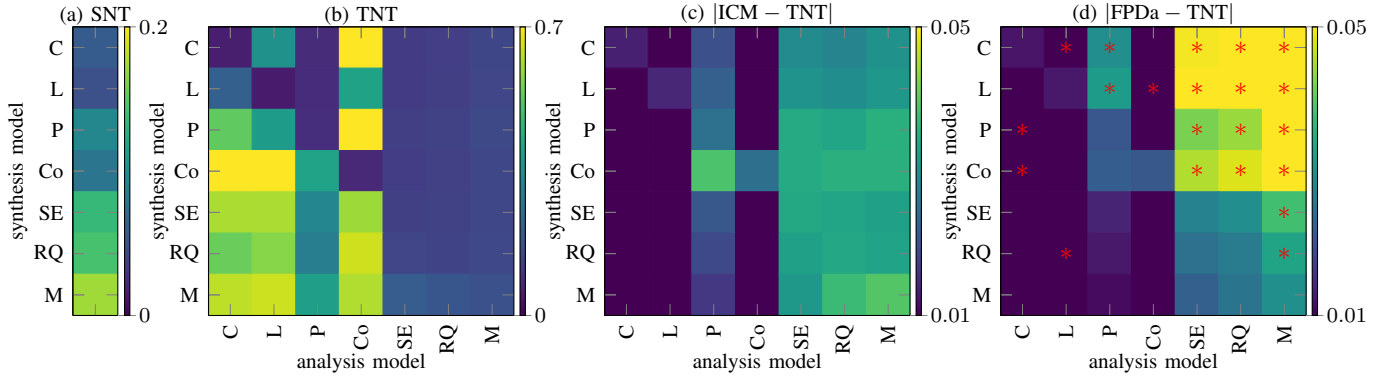 (a) SNT
synthesis model
C
L
P
Co
SE
RQ
M
0.2
0
(b) TNT
synthesis model
C
L
P
Co
SE
RQ
M
C
L
P
Co
SE
RQ
M
analysis model
0.7
0
(c) |ICM − TNT|
synthesis model
C
L
P
Co
SE
RQ
M
C
L
P
Co
SE
RQ
M
analysis model
0.05
0.01
(d) |FPDa − TNT|
synthesis model
C
L
P
Co
SE
RQ
M
* * * * *
* * * * *
* * * *
* * * *
*
* *
C
L
P
Co
SE
RQ
M
analysis model
0.05
0.01